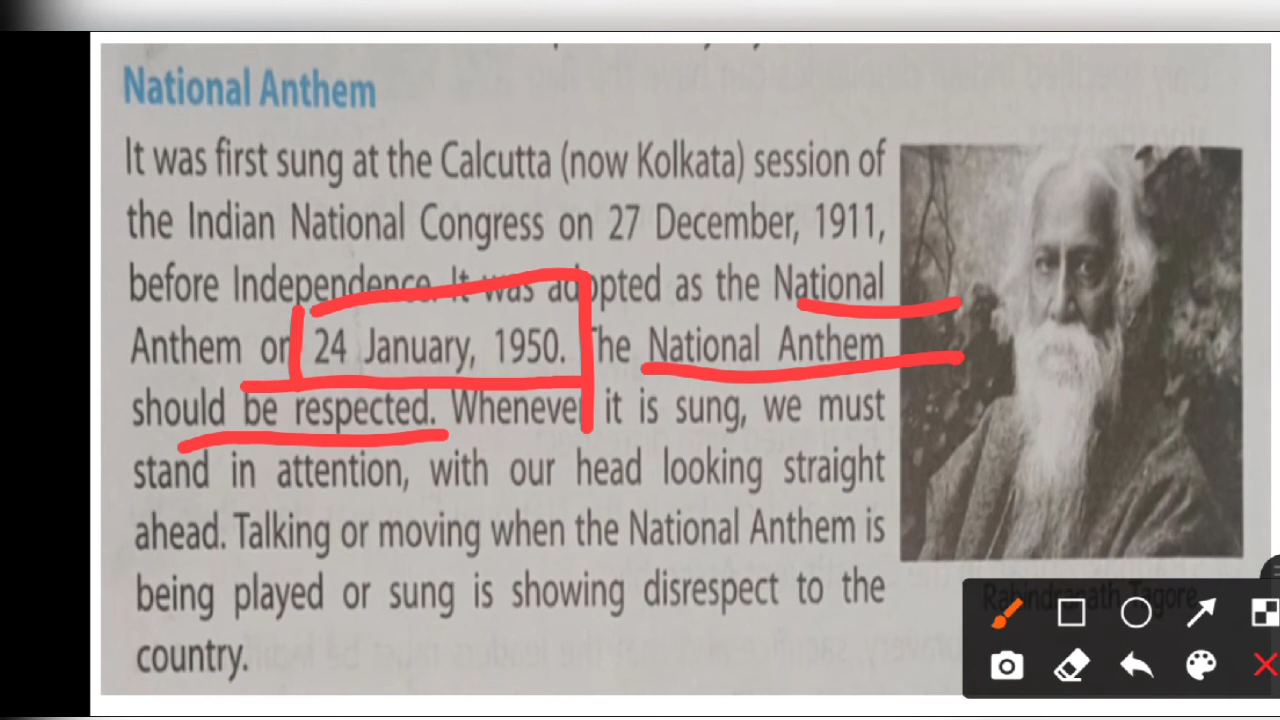 National Anthem
It was first sung at the Calcutta (now Kolkata) session of
the Indian National Congress on 27 December, 1911,
before Independence. It was adopted as the National
Anthem on 24 January, 1950. The National Anthem
should be respected. Whenever it is sung, we must
stand in attention, with our head looking straight
ahead. Talking or moving when the National Anthem is
being played or sung is showing disrespect to the
country.
Rabindranath Tagore